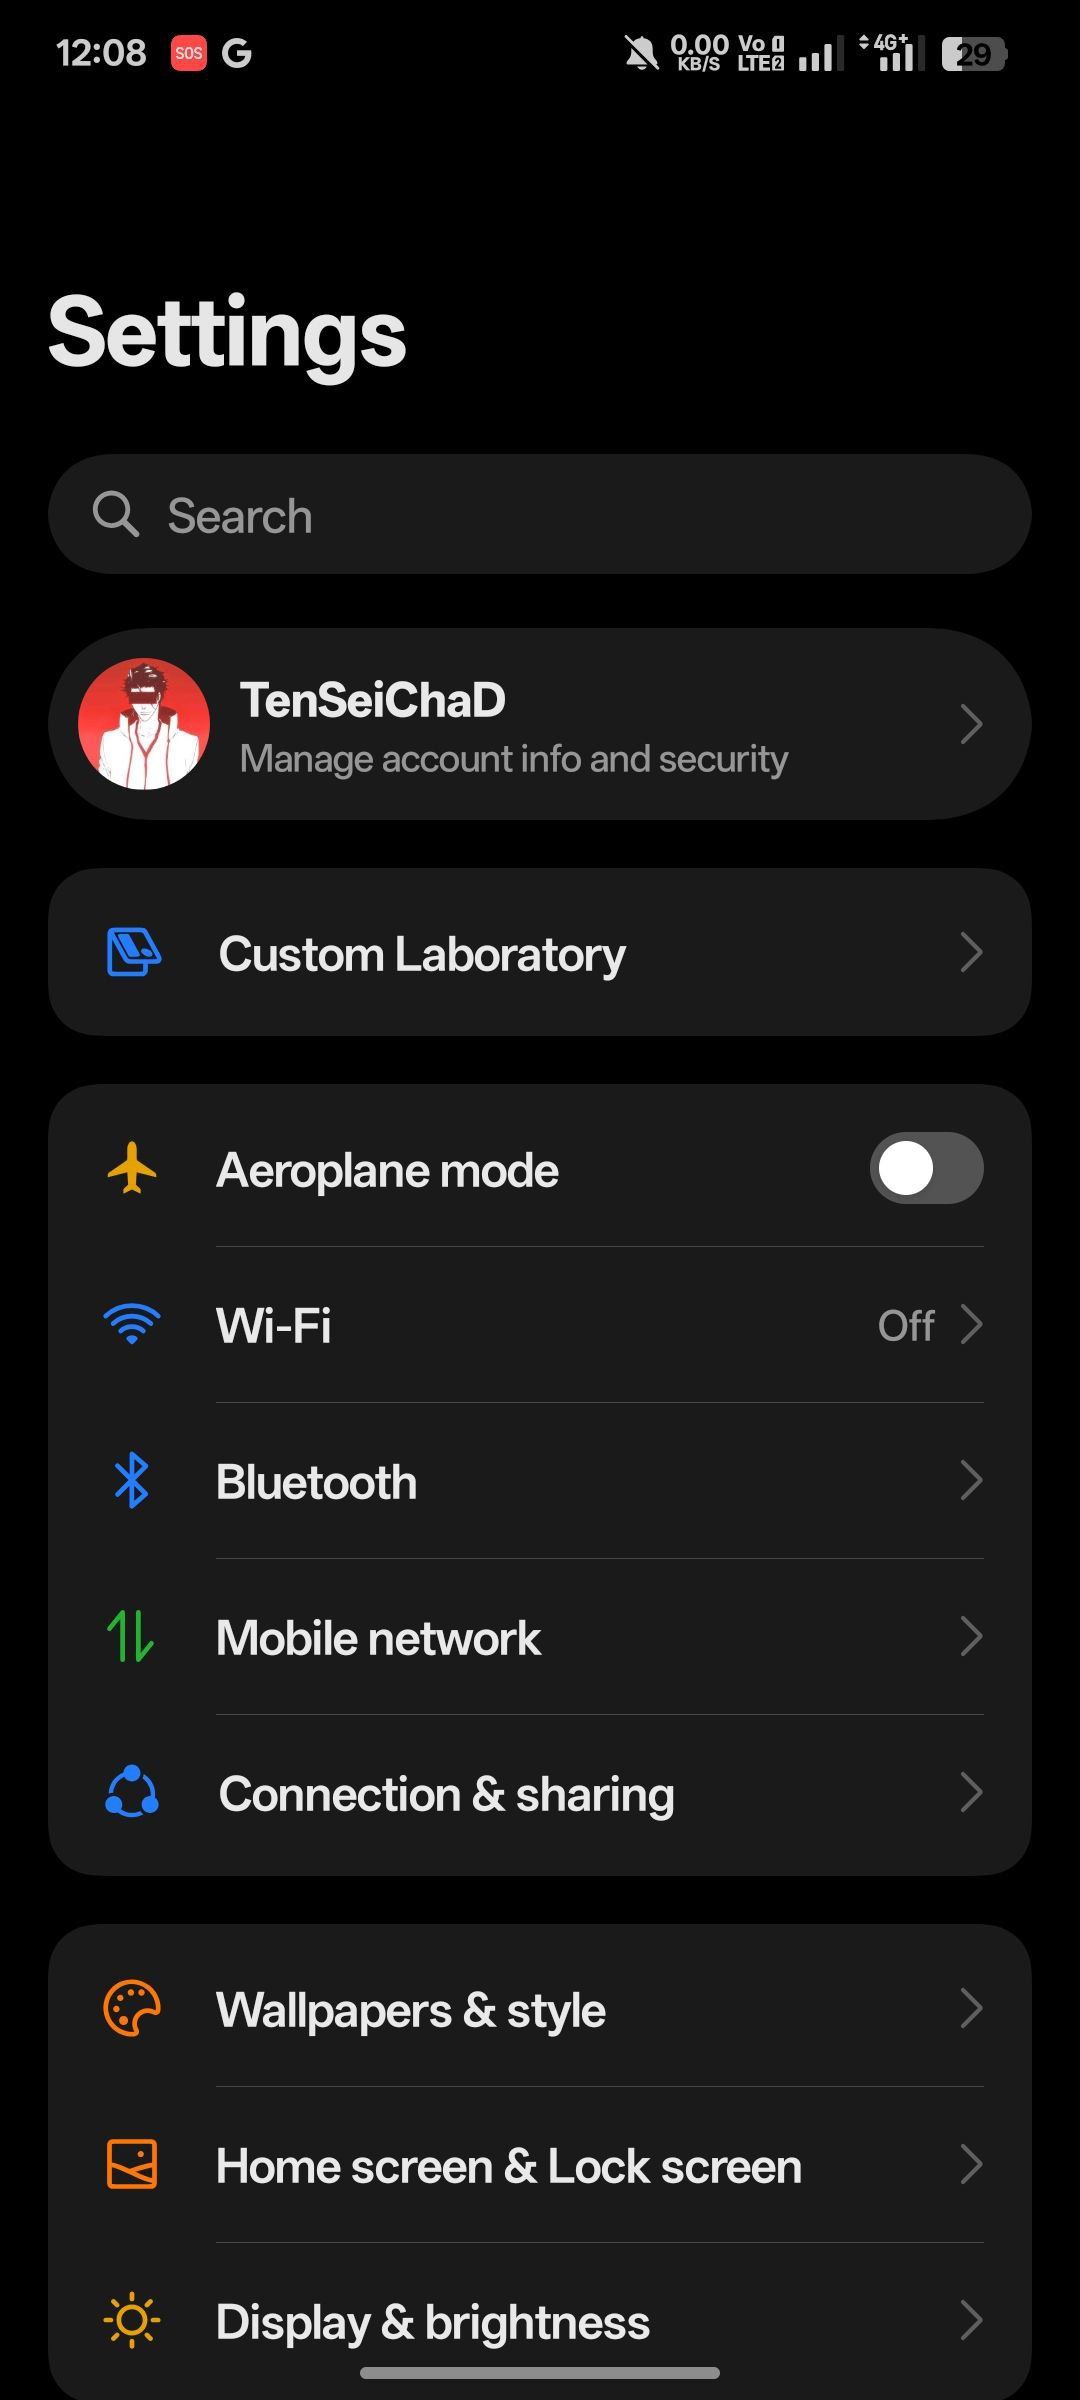 12:08 SOS G 0.00 KB/S Vo LTE 1 2 4G+ 29
Settings
Search
TenSeiChaD
Manage account info and security
Custom Laboratory
Aeroplane mode
Wi-Fi Off
Bluetooth
Mobile network
Connection & sharing
Wallpapers & style
Home screen & Lock screen
Display & brightness